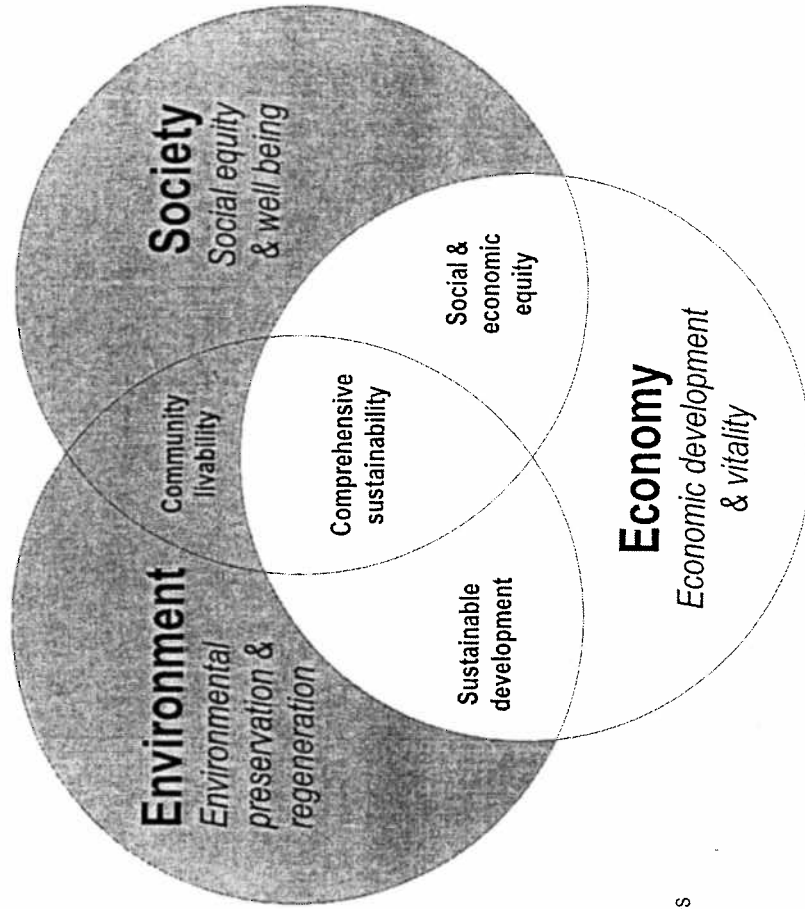 Environment
Environmental
preservation &
regeneration
Society
Social equity
& well being
Community
livability
Comprehensive
sustainability
Sustainable
development
Social &
economic
equity
Economy
Economic development
& vitality
s